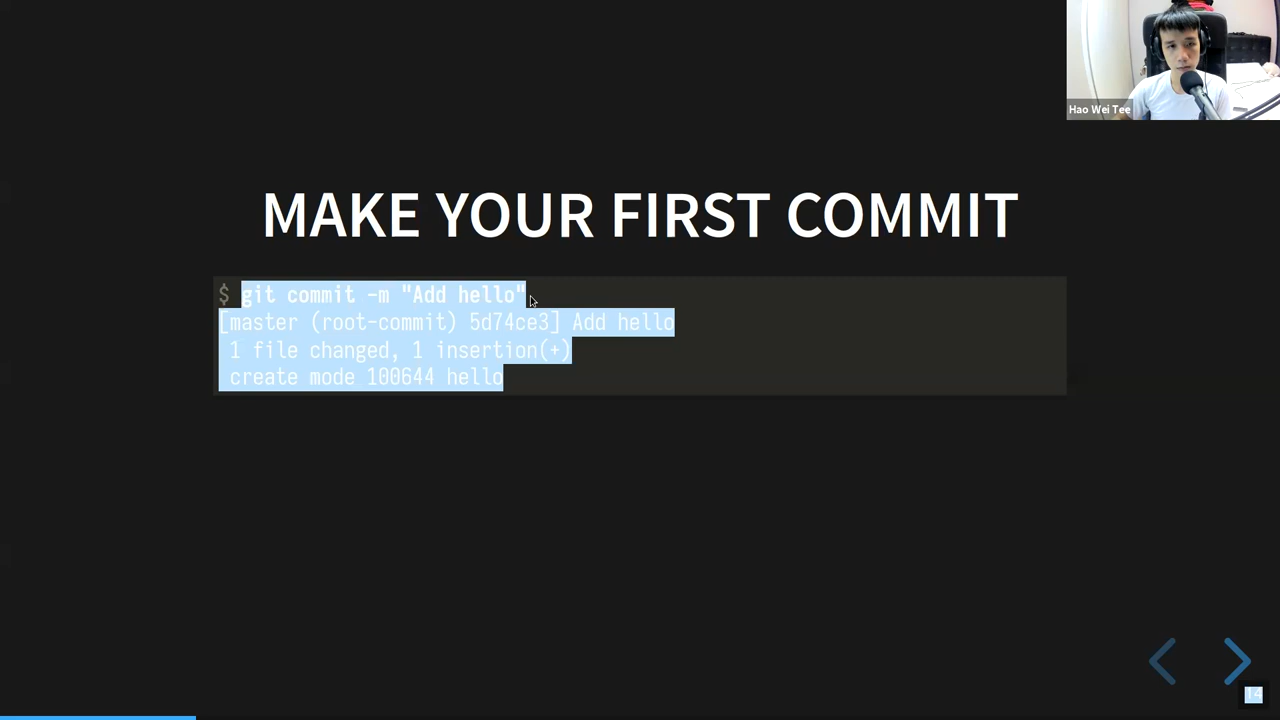 Hao Wei Tee
MAKE YOUR FIRST COMMIT
$ git commit -m "Add hello"
[master (root-commit) 5d74ce3] Add hello
1 file changed, 1 insertion(+)
create mode 100644 hello
14